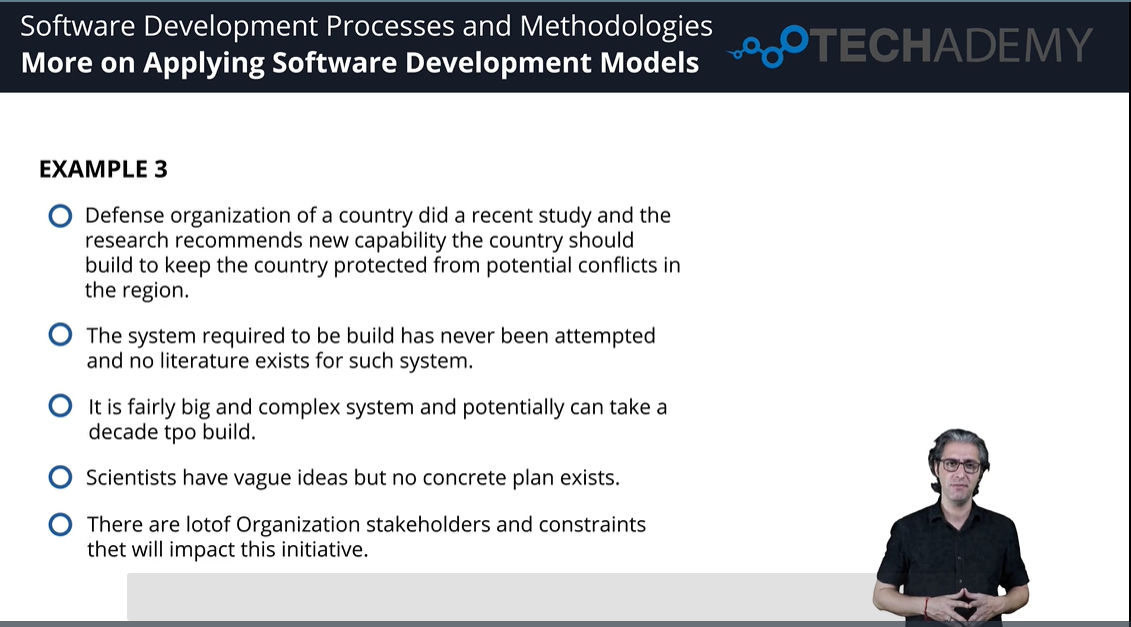 Software Development Processes and Methodologies
More on Applying Software Development Models
TECHADEMY
EXAMPLE 3
Defense organization of a country did a recent study and the
research recommends new capability the country should
build to keep the country protected from potential conflicts in
the region.
The system required to be build has never been attempted
and no literature exists for such system.
It is fairly big and complex system and potentially can take a
decade tpo build.
Scientists have vague ideas but no concrete plan exists.
There are lotof Organization stakeholders and constraints
thet will impact this initiative.